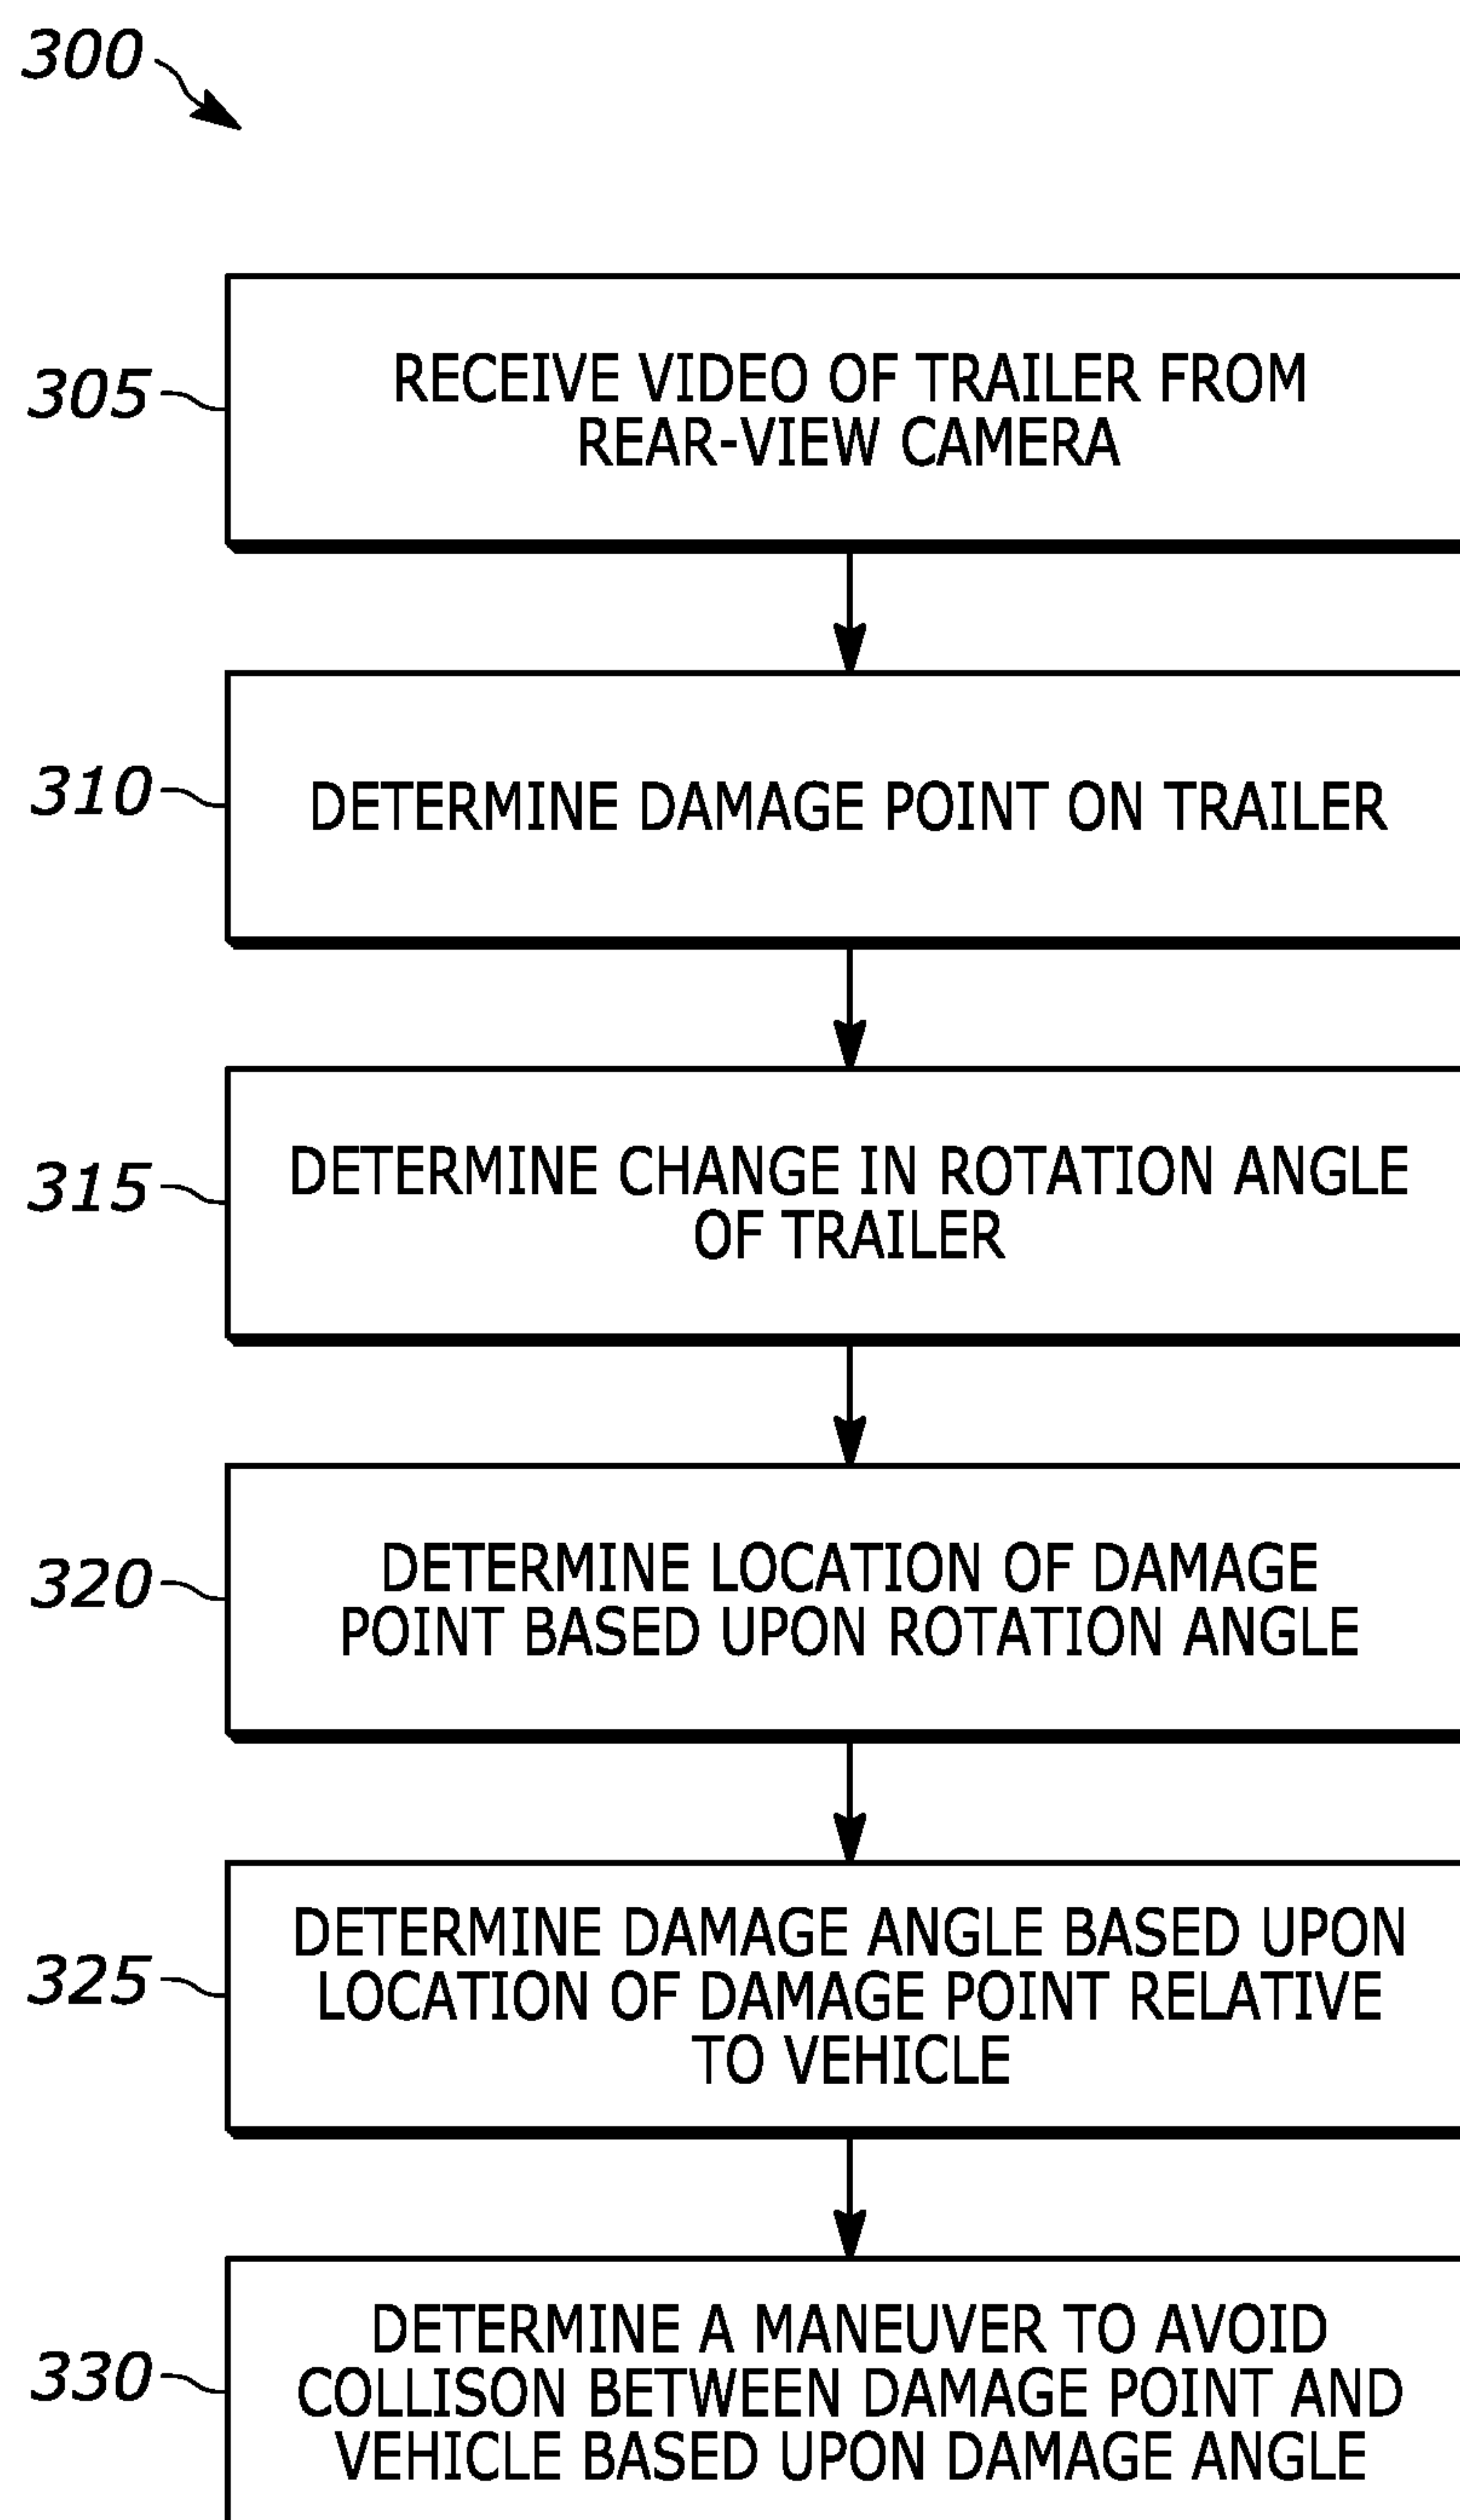 300
305
RECEIVE VIDEO OF TRAILER FROM
REAR-VIEW CAMERA
310
DETERMINE DAMAGE POINT ON TRAILER
315
DETERMINE CHANGE IN ROTATION ANGLE
OF TRAILER
320
DETERMINE LOCATION OF DAMAGE
POINT BASED UPON ROTATION ANGLE
325
DETERMINE DAMAGE ANGLE BASED UPON
LOCATION OF DAMAGE POINT RELATIVE
TO VEHICLE
330
DETERMINE A MANEUVER TO AVOID
COLLISON BETWEEN DAMAGE POINT AND
VEHICLE BASED UPON DAMAGE ANGLE